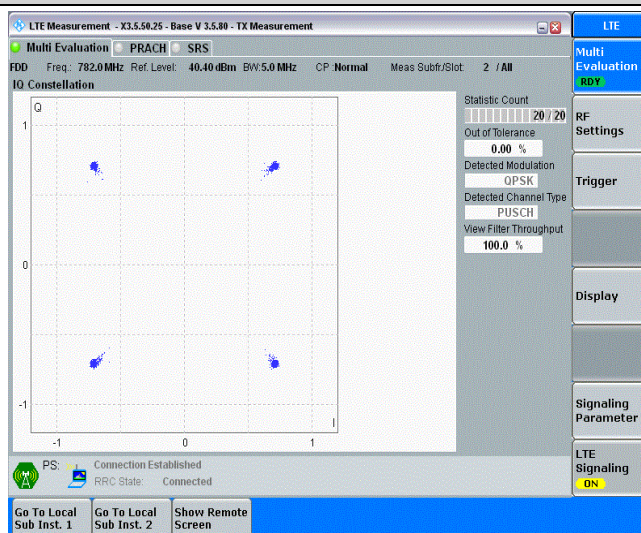 LTE Measurement - X3.5.50.25 - Base V 3.5.80 - TX Measurement
LTE
Multi Evaluation PRACH SRS
FDD Freq.: 782.0 MHz Ref. Level: 40.40 dBm BW: 5.0 MHz CP :Normal Meas Subfr./Slot: 2 / All
IQ Constellation
Q
1
0
-1
I
-1 0 1
Statistic Count
20 / 20
Out of Tolerance
0.00 %
Detected Modulation
QPSK
Detected Channel Type
PUSCH
View Filter Throughput
100.0 %
PS: Connection Established
RRC State: Connected
Multi
Evaluation
RDY
RF
Settings
Trigger
Display
Signaling
Parameter
LTE
Signaling
ON
Go To Local
Sub Inst. 1
Go To Local
Sub Inst. 2
Show Remote
Screen